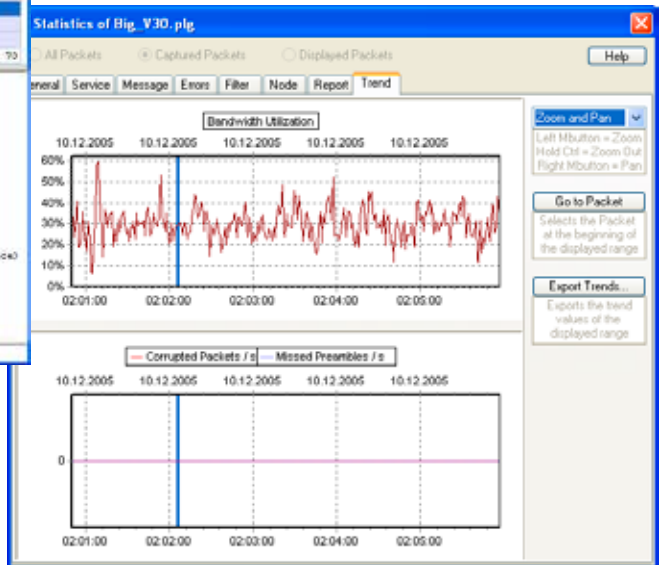 Statistics of Big_V30.plg
70
All Packets Captured Packets Displayed Packets
Help
eneral Service Message Errors Filter Node Report Trend
Bandwidth Utilization
10.12.2005 10.12.2005 10.12.2005 10.12.2005 10.12.2005
60%
50%
40%
30%
20%
10%
0%
02:01:00 02:02:00 02:03:00 02:04:00 02:05:00
Zoom and Pan
Left Mbutton = Zoom
Hold Ctrl = Zoom Out
Right Mbutton = Pan
Go to Packet
Selects the Packet
at the beginning of
the displayed range
Export Trends...
Exports the trend
values of the
displayed range
ce)
Corrupted Packets / s Missed Preambles / s
10.12.2005 10.12.2005 10.12.2005 10.12.2005 10.12.2005
0
02:01:00 02:02:00 02:03:00 02:04:00 02:05:00